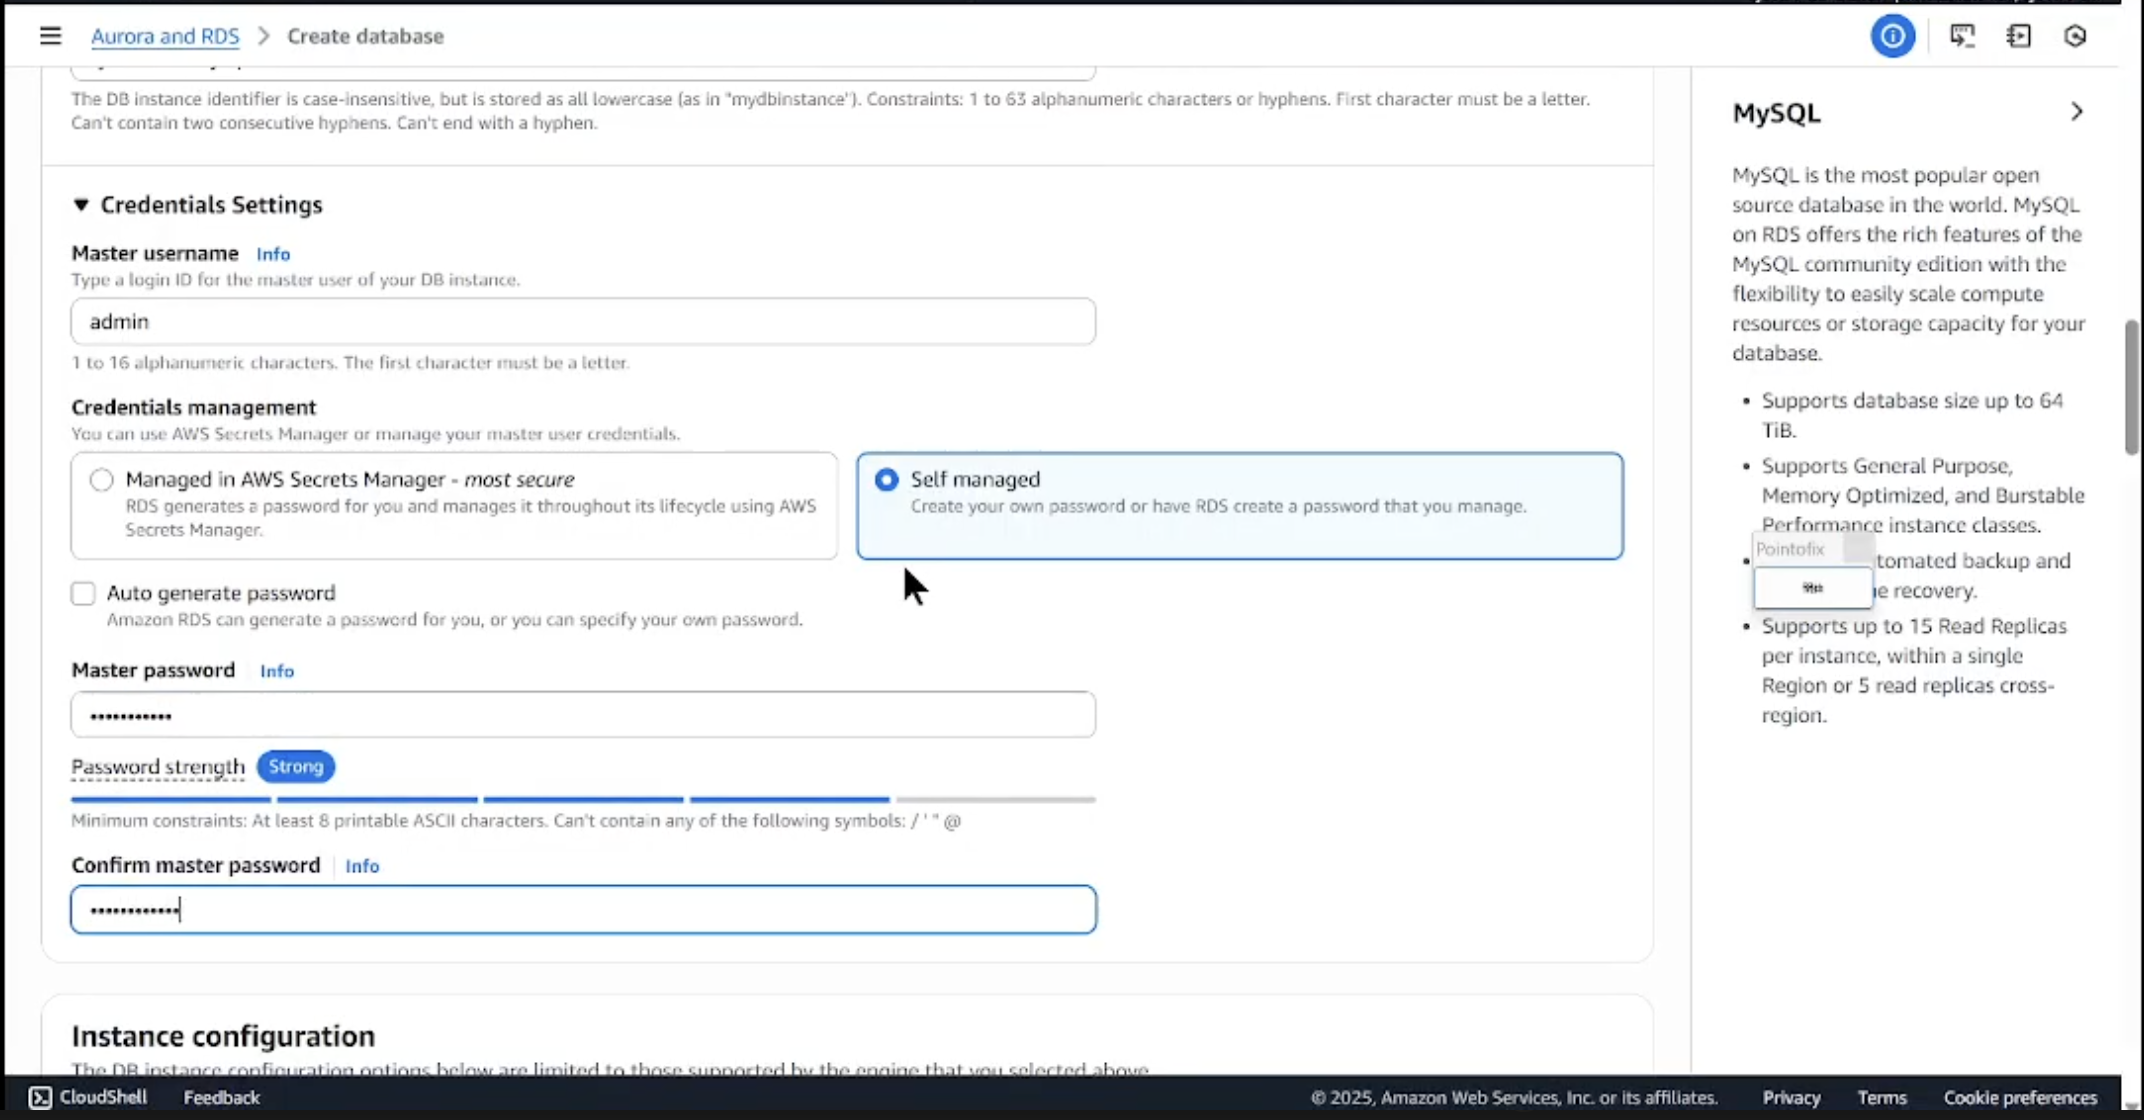 Aurora and RDS > Create database
The DB instance identifier is case-insensitive, but is stored as all lowercase (as in "mydbinstance"). Constraints: 1 to 63 alphanumeric characters or hyphens. First character must be a letter.
Can't contain two consecutive hyphens. Can't end with a hyphen.
Credentials Settings
Master username Info
Type a login ID for the master user of your DB instance.
admin
1 to 16 alphanumeric characters. The first character must be a letter.
Credentials management
You can use AWS Secrets Manager or manage your master user credentials.
Managed in AWS Secrets Manager - most secure
RDS generates a password for you and manages it throughout its lifecycle using AWS
Secrets Manager.
Self managed
Create your own password or have RDS create a password that you manage.
Auto generate password
Amazon RDS can generate a password for you, or you can specify your own password.
Master password Info
•••••••••••
Password strength Strong
Minimum constraints: At least 8 printable ASCII characters. Can't contain any of the following symbols: / ' " @
Confirm master password Info
••••••••••••
Instance configuration
The DB instance configuration options below are limited to those supported by the engine that you selected above.
MySQL
MySQL is the most popular open
source database in the world. MySQL
on RDS offers the rich features of the
MySQL community edition with the
flexibility to easily scale compute
resources or storage capacity for your
database.
• Supports database size up to 64
TiB.
• Supports General Purpose,
Memory Optimized, and Burstable
Performance instance classes.
Pointofix
• tomated backup and
e recovery.
• Supports up to 15 Read Replicas
per instance, within a single
Region or 5 read replicas cross-
region.
CloudShell Feedback © 2025, Amazon Web Services, Inc. or its affiliates. Privacy Terms Cookie preferences